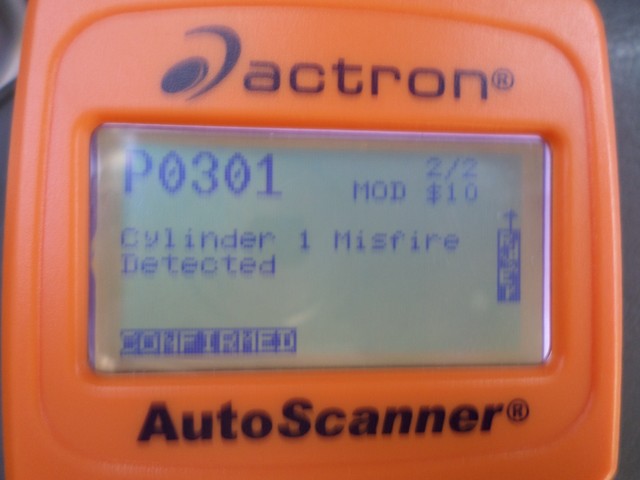 actron®
P0301 2/2
MOD $10
Cylinder 1 Misfire
Detected
CONFIRMED
AutoScanner®